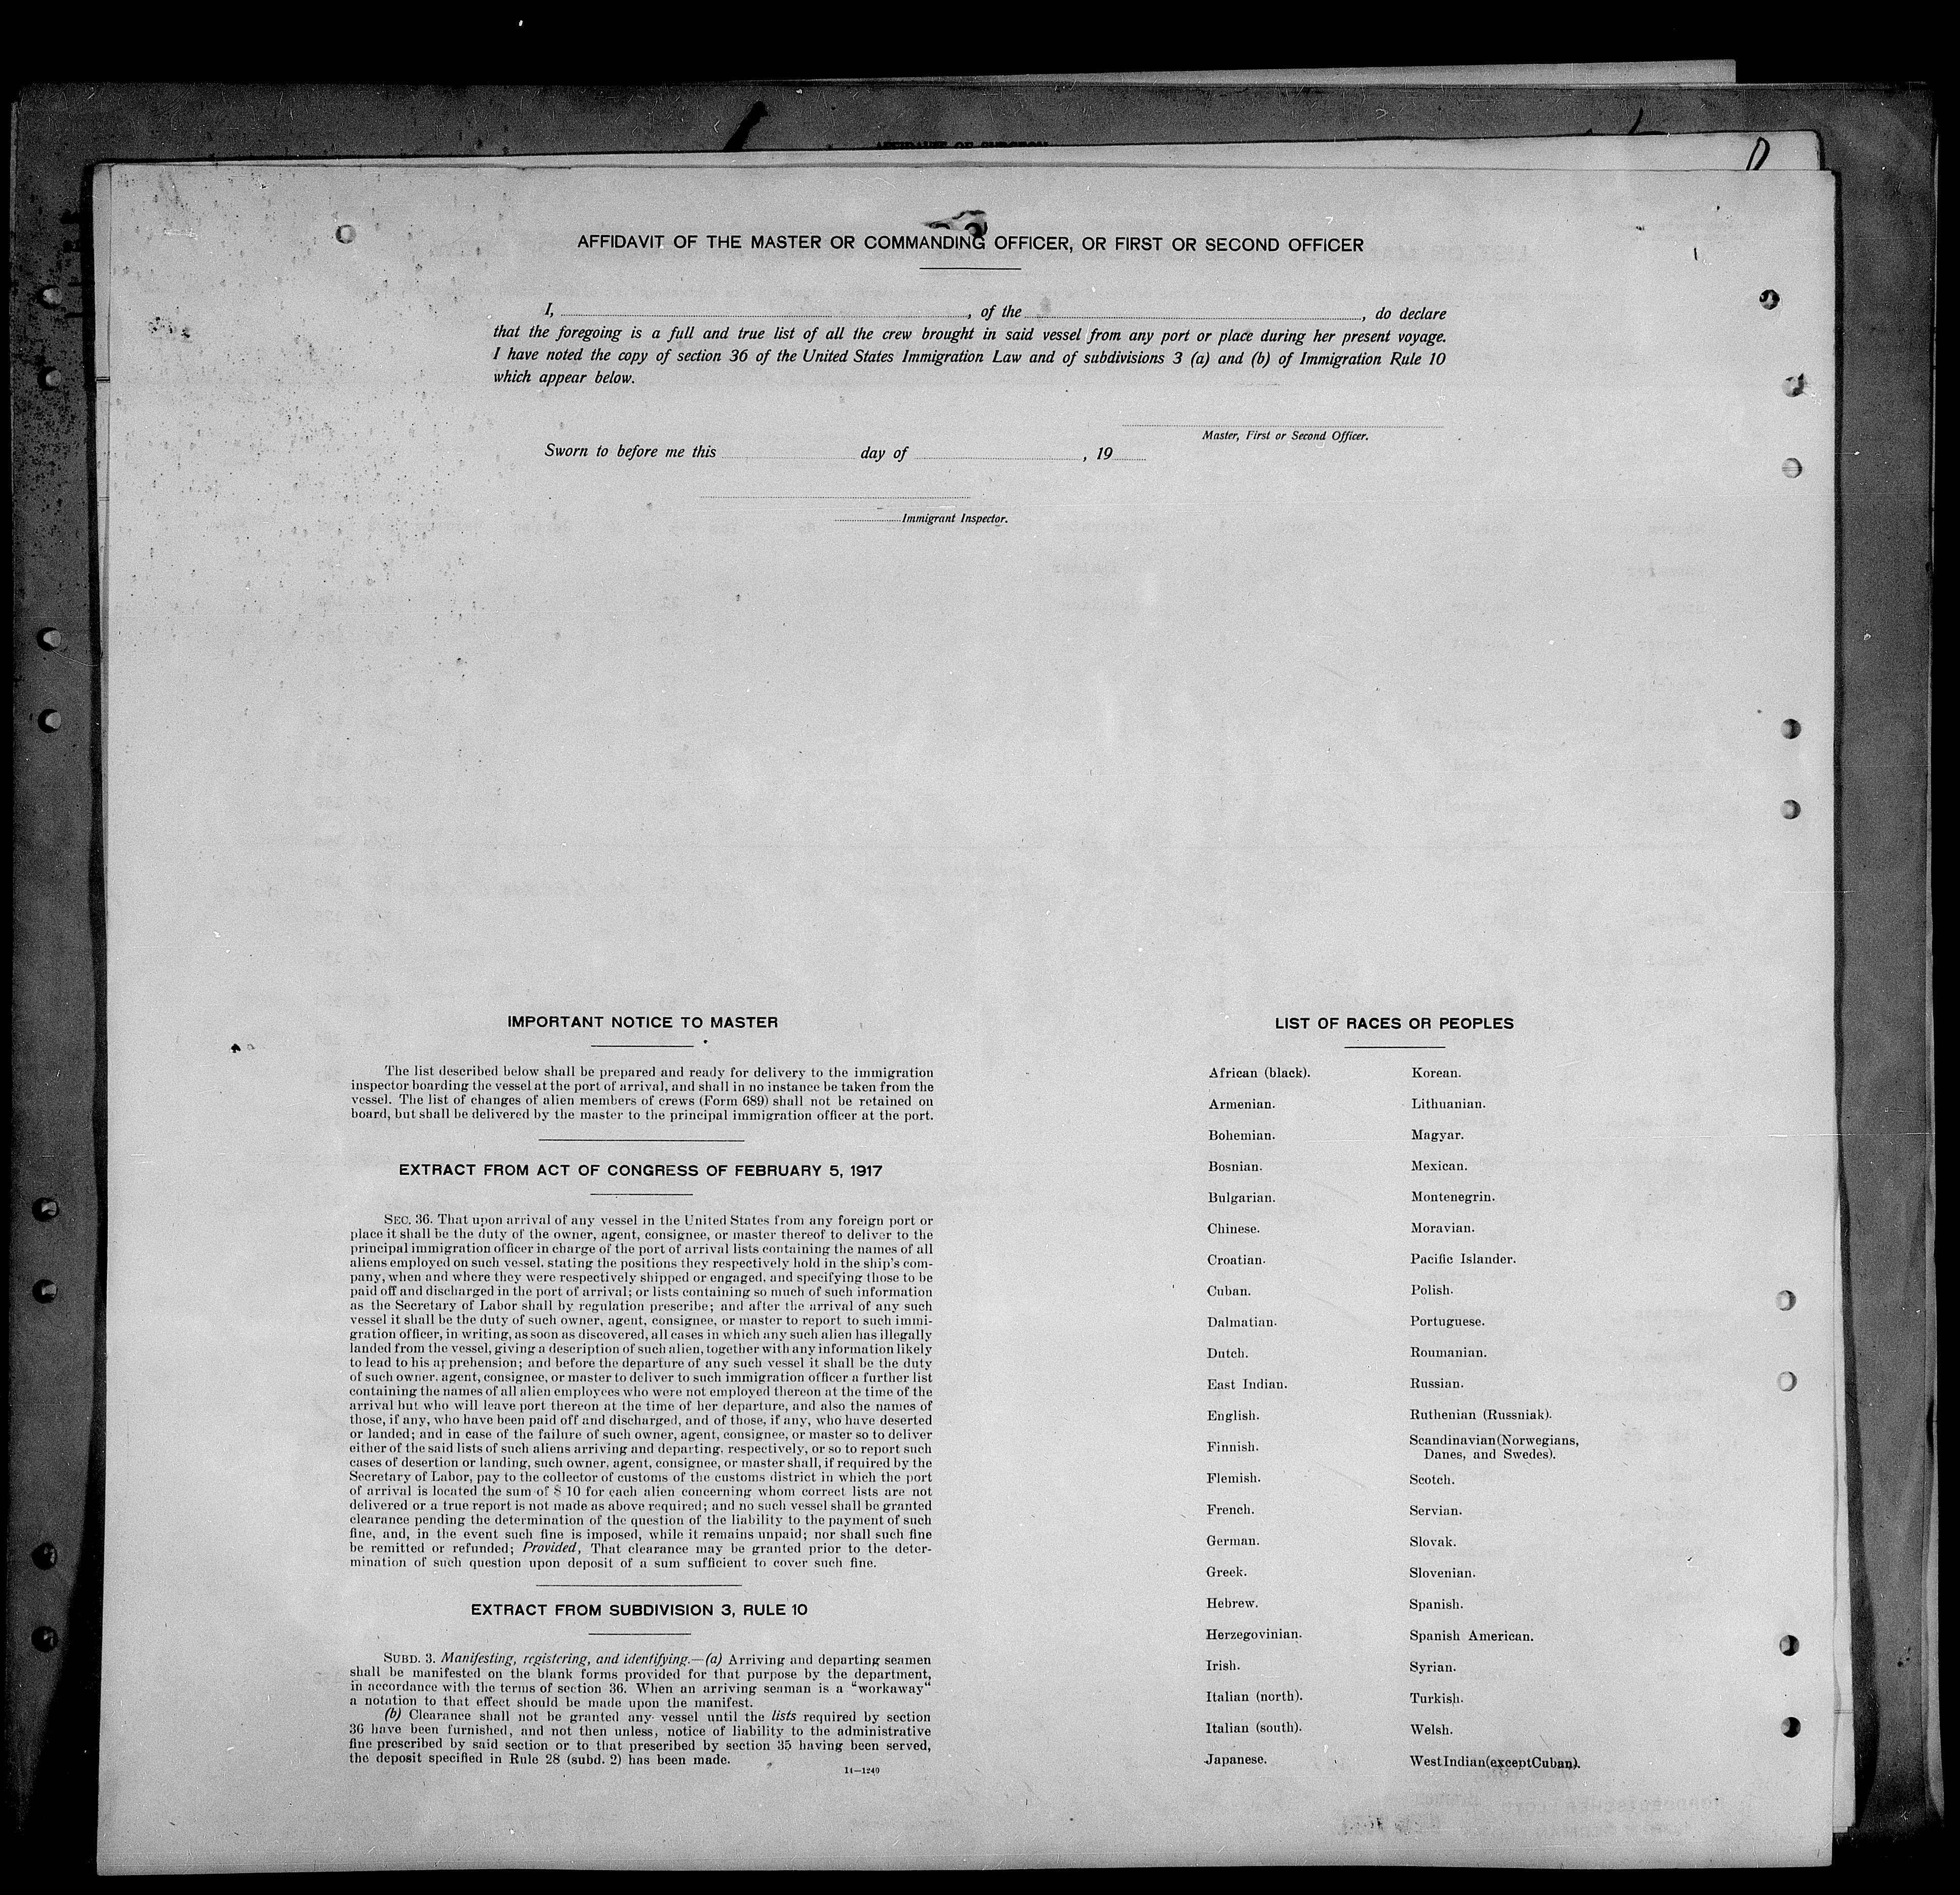 AFFIDAVIT OF SURGEON
AFFIDAVIT OF THE MASTER OR COMMANDING OFFICER, OR FIRST OR SECOND OFFICER
I, , of the , do declare
that the foregoing is a full and true list of all the crew brought in said vessel from any port or place during her present voyage.
I have noted the copy of section 36 of the United States Immigration Law and of subdivisions 3 (a) and (b) of Immigration Rule 10
which appear below.
Master, First or Second Officer.
Sworn to before me this day of , 19
Immigrant Inspector.
IMPORTANT NOTICE TO MASTER
The list described below shall be prepared and ready for delivery to the immigration
inspector boarding the vessel at the port of arrival, and shall in no instance be taken from the
vessel. The list of changes of alien members of crews (Form 689) shall not be retained on
board, but shall be delivered by the master to the principal immigration officer at the port.
EXTRACT FROM ACT OF CONGRESS OF FEBRUARY 5, 1917
SEC. 36. That upon arrival of any vessel in the United States from any foreign port or
place it shall be the duty of the owner, agent, consignee, or master thereof to deliver to the
principal immigration officer in charge of the port of arrival lists containing the names of all
aliens employed on such vessel, stating the positions they respectively hold in the ship's com-
pany, when and where they were respectively shipped or engaged, and specifying those to be
paid off and discharged in the port of arrival; or lists containing so much of such information
as the Secretary of Labor shall by regulation prescribe; and after the arrival of any such
vessel it shall be the duty of such owner, agent, consignee, or master to report to such immi-
gration officer, in writing, as soon as discovered, all cases in which any such alien has illegally
landed from the vessel, giving a description of such alien, together with any information likely
to lead to his apprehension; and before the departure of any such vessel it shall be the duty
of such owner, agent, consignee, or master to deliver to such immigration officer a further list
containing the names of all alien employees who were not employed thereon at the time of the
arrival but who will leave port thereon at the time of her departure, and also the names of
those, if any, who have been paid off and discharged, and of those, if any, who have deserted
or landed; and in case of the failure of such owner, agent, consignee, or master so to deliver
either of the said lists of such aliens arriving and departing, respectively, or so to report such
cases of desertion or landing, such owner, agent, consignee, or master shall, if required by the
Secretary of Labor, pay to the collector of customs of the customs district in which the port
of arrival is located the sum of $ 10 for each alien concerning whom correct lists are not
delivered or a true report is not made as above required; and no such vessel shall be granted
clearance pending the determination of the question of the liability to the payment of such
fine, and, in the event such fine is imposed, while it remains unpaid; nor shall such fine
be remitted or refunded; Provided, That clearance may be granted prior to the deter-
mination of such question upon deposit of a sum sufficient to cover such fine.
EXTRACT FROM SUBDIVISION 3, RULE 10
SUBD. 3. Manifesting, registering, and identifying.—(a) Arriving and departing seamen
shall be manifested on the blank forms provided for that purpose by the department,
in accordance with the terms of section 36. When an arriving seaman is a "workaway"
a notation to that effect should be made upon the manifest.
(b) Clearance shall not be granted any vessel until the lists required by section
36 have been furnished, and not then unless, notice of liability to the administrative
fine prescribed by said section or to that prescribed by section 35 having been served,
the deposit specified in Rule 28 (subd. 2) has been made.
14—1240
LIST OF RACES OR PEOPLES
African (black).
Armenian.
Bohemian.
Bosnian.
Bulgarian.
Chinese.
Croatian.
Cuban.
Dalmatian.
Dutch.
East Indian.
English.
Finnish.
Flemish.
French.
German.
Greek.
Hebrew.
Herzegovinian.
Irish.
Italian (north).
Italian (south).
Japanese.
Korean.
Lithuanian.
Magyar.
Mexican.
Montenegrin.
Moravian.
Pacific Islander.
Polish.
Portuguese.
Roumanian.
Russian.
Ruthenian (Russniak).
Scandinavian (Norwegians,
Danes, and Swedes).
Scotch.
Servian.
Slovak.
Slovenian.
Spanish.
Spanish American.
Syrian.
Turkish.
Welsh.
West Indian (except Cuban).